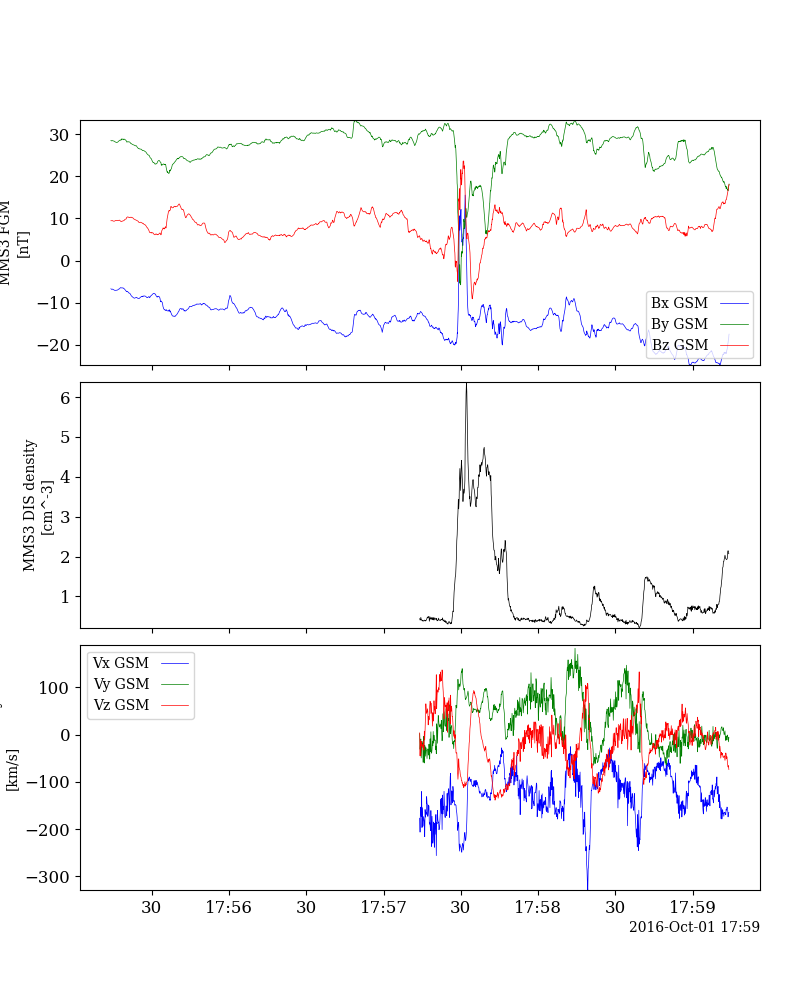 30
20
10
0
−10
−20
MMS3 FGM
[nT]
Bx GSM
By GSM
Bz GSM
6
5
4
3
2
1
MMS3 DIS density
[cm^-3]
100
0
−100
−200
−300
[km/s]
Vx GSM
Vy GSM
Vz GSM
30
17:56
30
17:57
30
17:58
30
17:59
2016-Oct-01 17:59